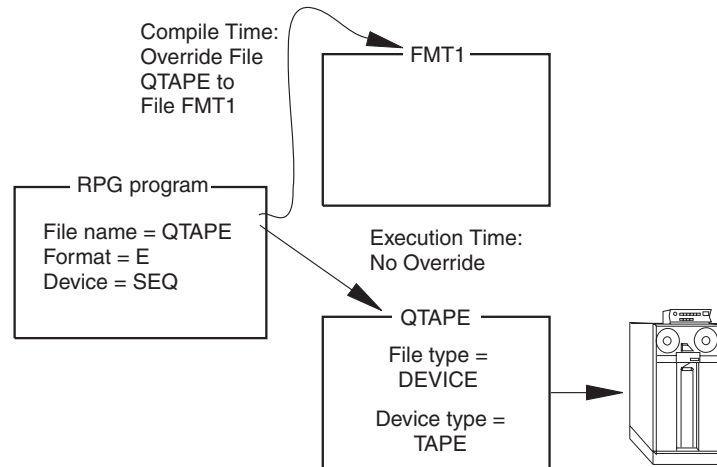 Compile Time:
Override File
QTAPE to
File FMT1
FMT1
RPG program
File name = QTAPE
Format = E
Device = SEQ
Execution Time:
No Override
QTAPE
File type =
DEVICE
Device type =
TAPE